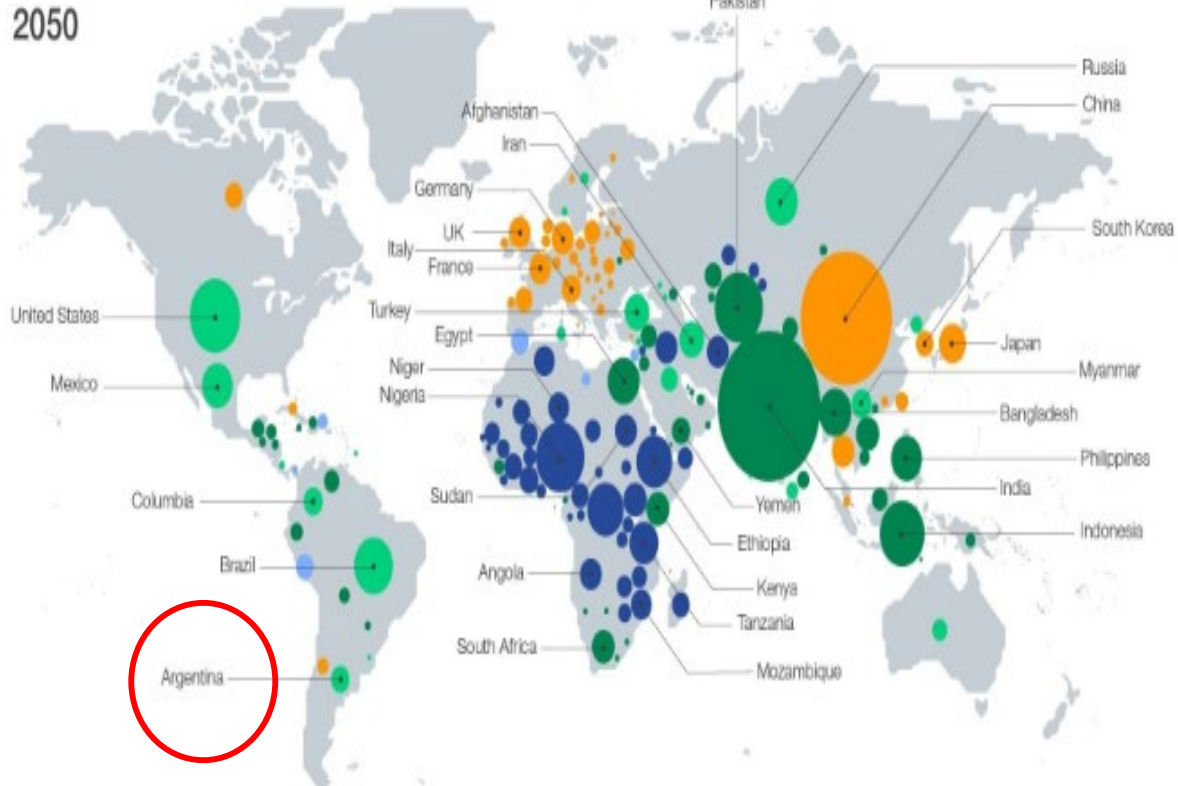 Pakistan
2050
Russia
China
Afghanistan
Iran
Germany
South Korea
UK
Italy
France
United States
Turkey
Egypt
Japan
Niger
Myanmar
Mexico
Nigeria
Bangladesh
Philippines
India
Columbia
Sudan
Yemen
Indonesia
Ethiopia
Brazil
Angola
Kenya
Tanzania
South Africa
Mozambique
Argentina